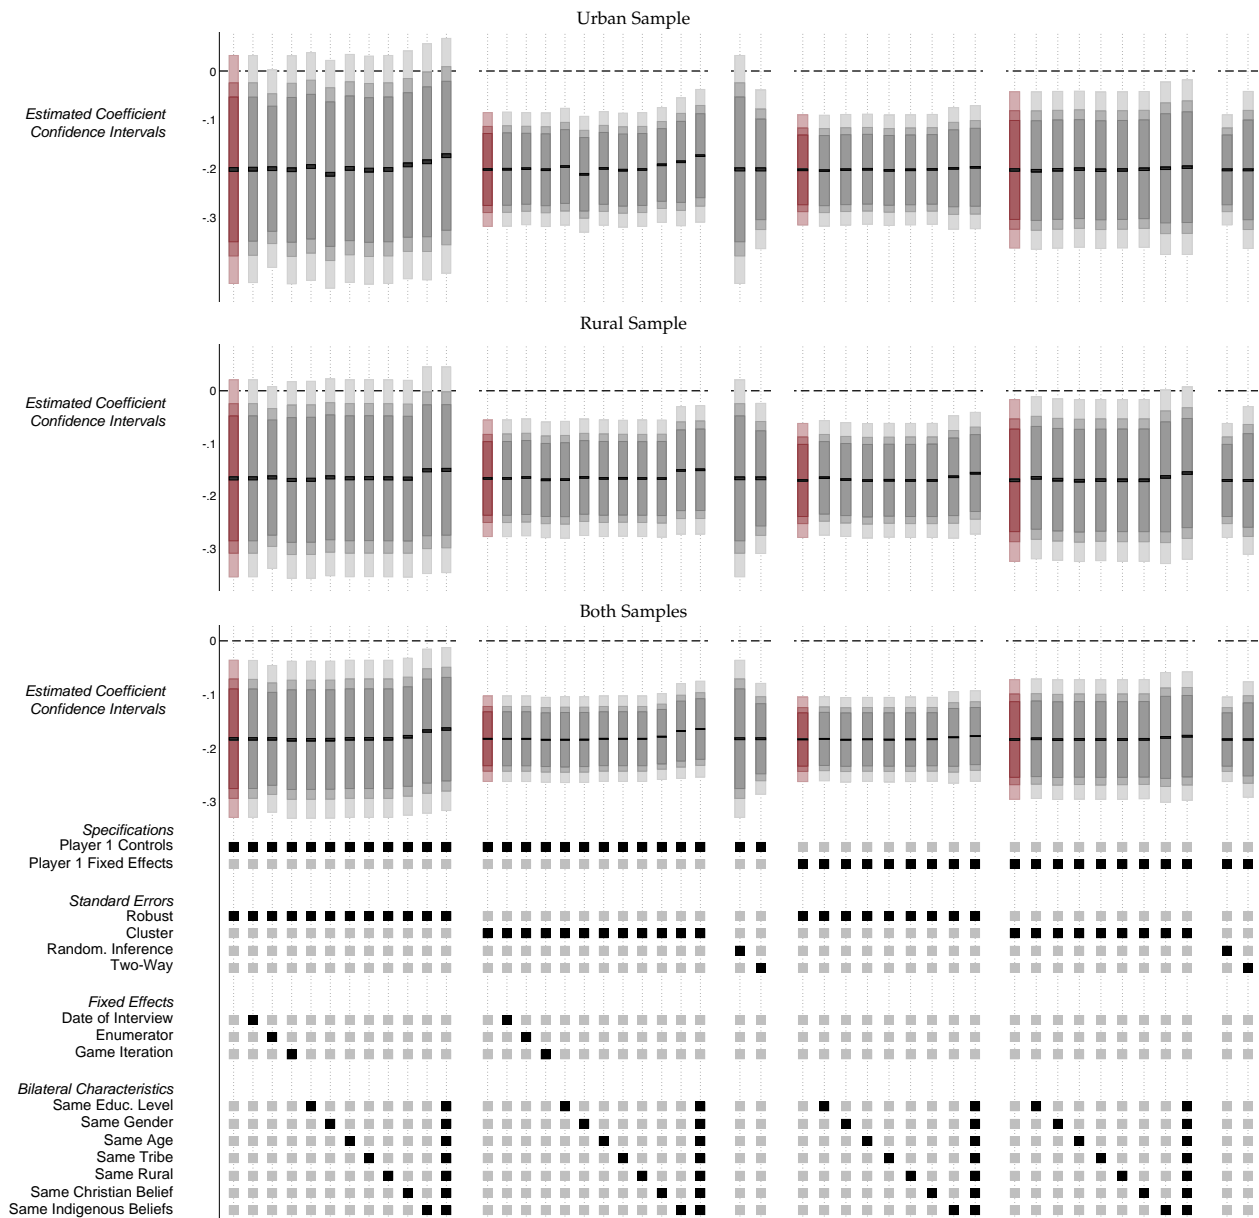 Urban Sample
0
Estimated Coefficient
-.1
Confidence Intervals
-.2
-.3
Rural Sample
0
Estimated Coefficient
Confidence Intervals
-.1
-.2
-.3
Both Samples
0
Estimated Coefficient
-.1
Confidence Intervals
-.2
-.3
Specifications
Player 1 Controls
Player 1 Fixed Effects
Standard Errors
Robust
Cluster
Random. Inference
Two-Way
Fixed Effects
Date of Interview
Enumerator
Game Iteration
Bilateral Characteristics
Same Educ. Level
Same Gender
Same Age
Same Tribe
Same Rural
Same Christian Belief
Same Indigenous Beliefs